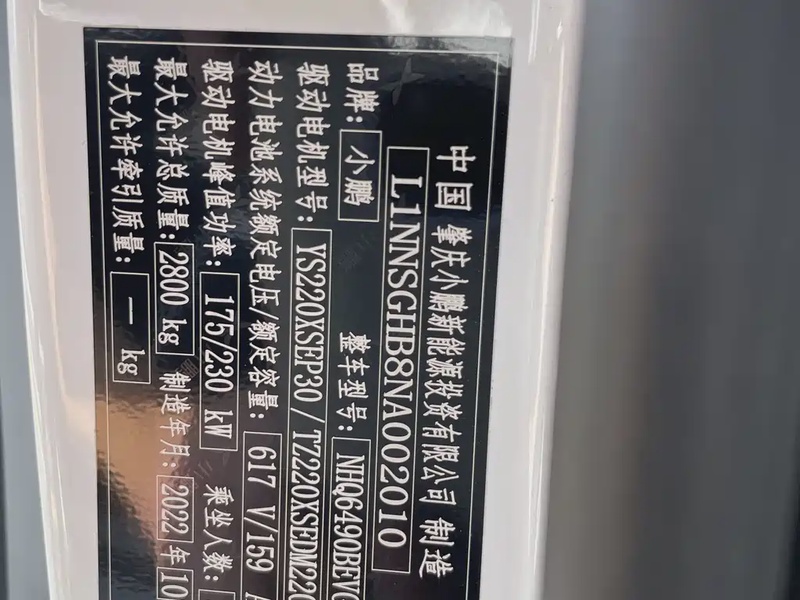 中国 肇庆小鹏新能源投资有限公司 制造
L1NNSGHB8NA002010
品牌: 小鹏 整车型号: NHQ6490BEV
驱动电机型号: YS220XSEP30 / TZ220XSEDM220
动力电池系统额定电压/额定容量: 617 V/159
驱动电机峰值功率: 175/230 kW 乘坐人数:
最大允许总质量: 2800 kg 制造年月: 2022 年 10
最大允许牵引质量: — kg